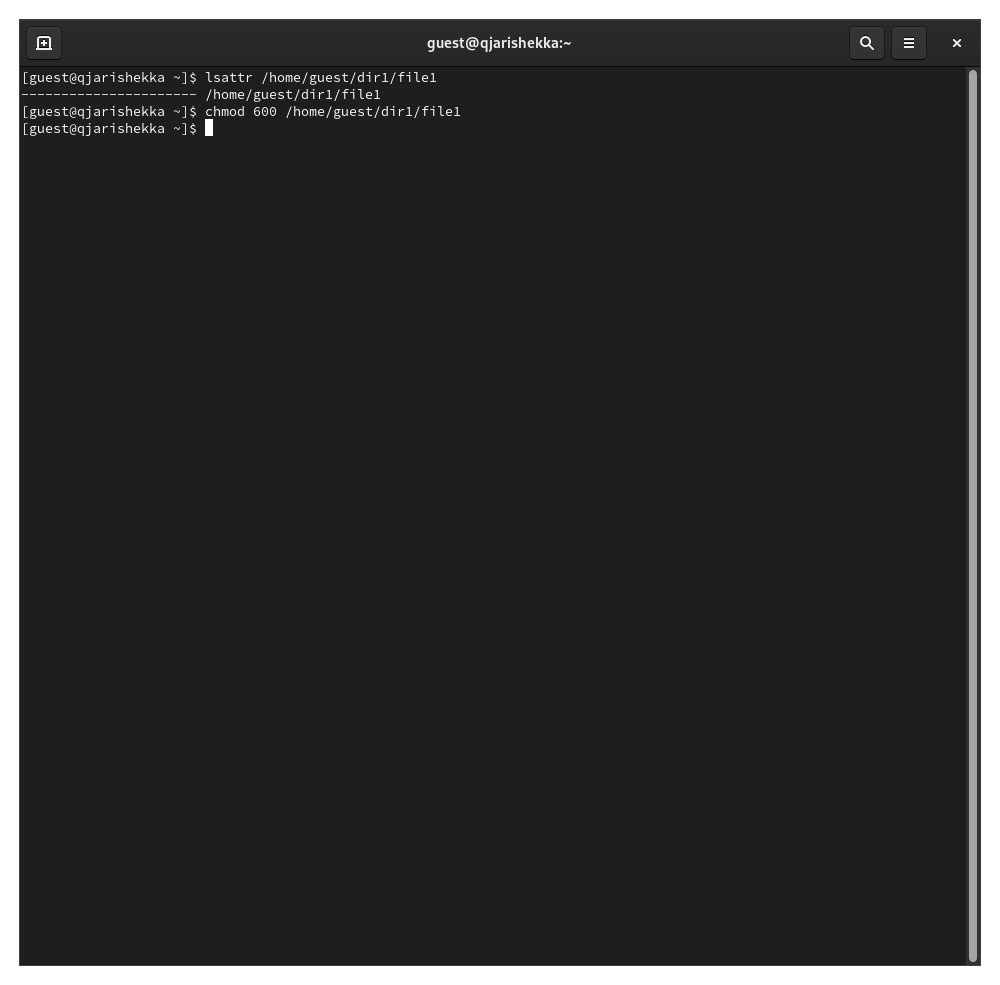 guest@qjarishekka:~
[guest@qjarishekka ~]$ lsattr /home/guest/dir1/file1
---------------------- /home/guest/dir1/file1
[guest@qjarishekka ~]$ chmod 600 /home/guest/dir1/file1
[guest@qjarishekka ~]$